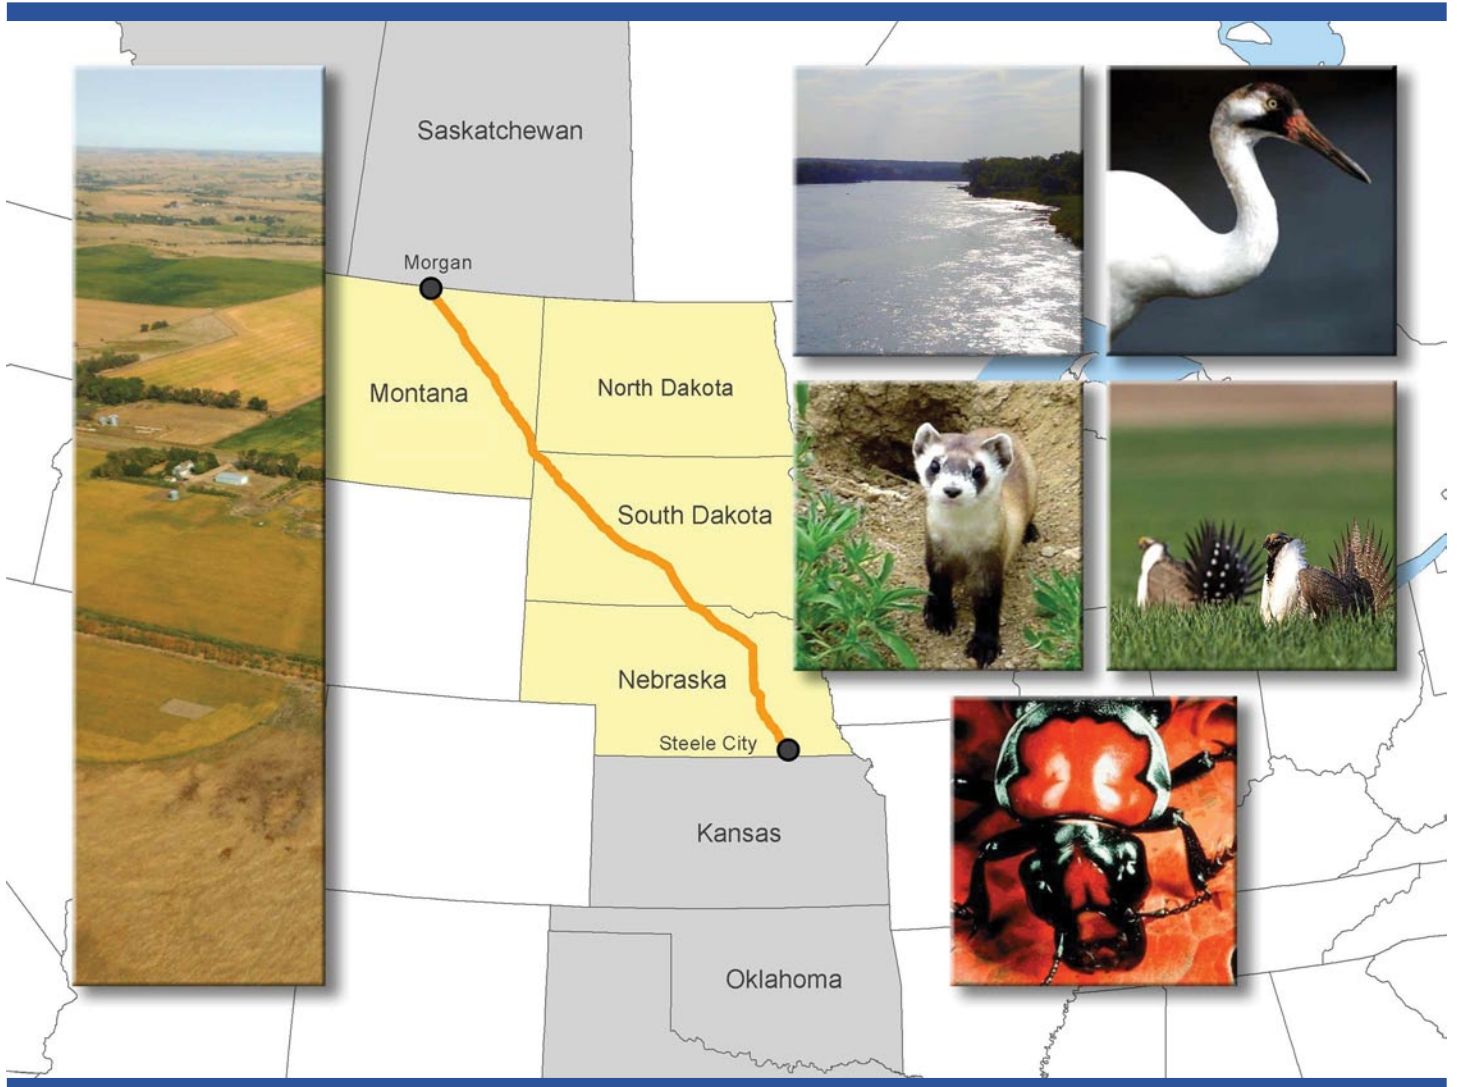 Saskatchewan
Morgan
Montana
North Dakota
South Dakota
Nebraska
Steele City
Kansas
Oklahoma